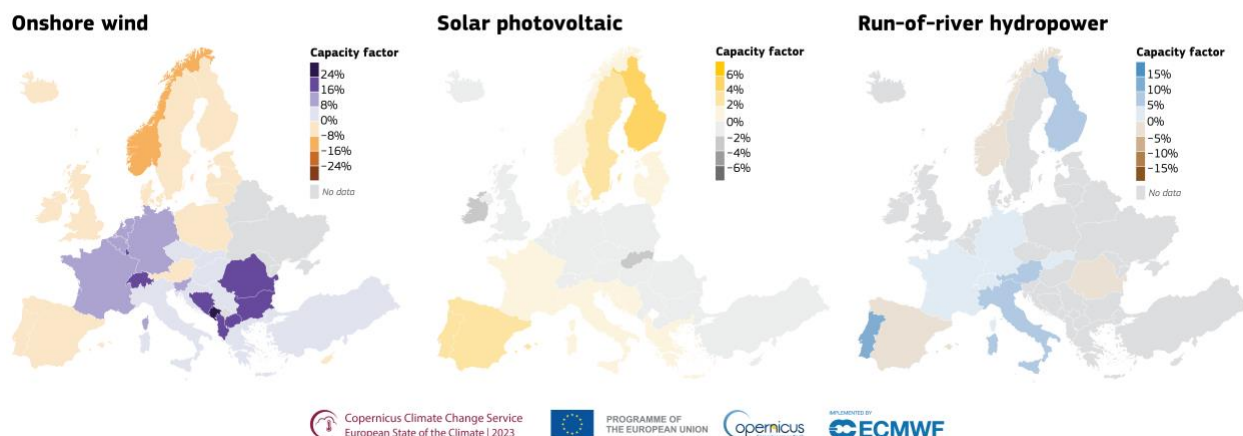 Onshore wind
Capacity factor
24%
16%
8%
0%
-8%
-16%
-24%
No data
Solar photovoltaic
Capacity factor
6%
4%
2%
0%
-2%
-4%
-6%
Run-of-river hydropower
Capacity factor
15%
10%
5%
0%
-5%
-10%
-15%
No data
Copernicus Climate Change Service
European State of the Climate | 2023
PROGRAMME OF
THE EUROPEAN UNION
opernicus
IMPLEMENTED BY
ECMWF